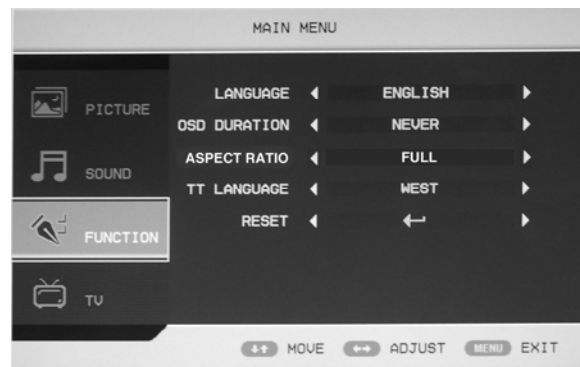 MAIN MENU
PICTURE
SOUND
FUNCTION
TV
LANGUAGE ENGLISH
OSD DURATION NEVER
ASPECT RATIO FULL
TT LANGUAGE WEST
RESET
MOVE ADJUST MENU EXIT